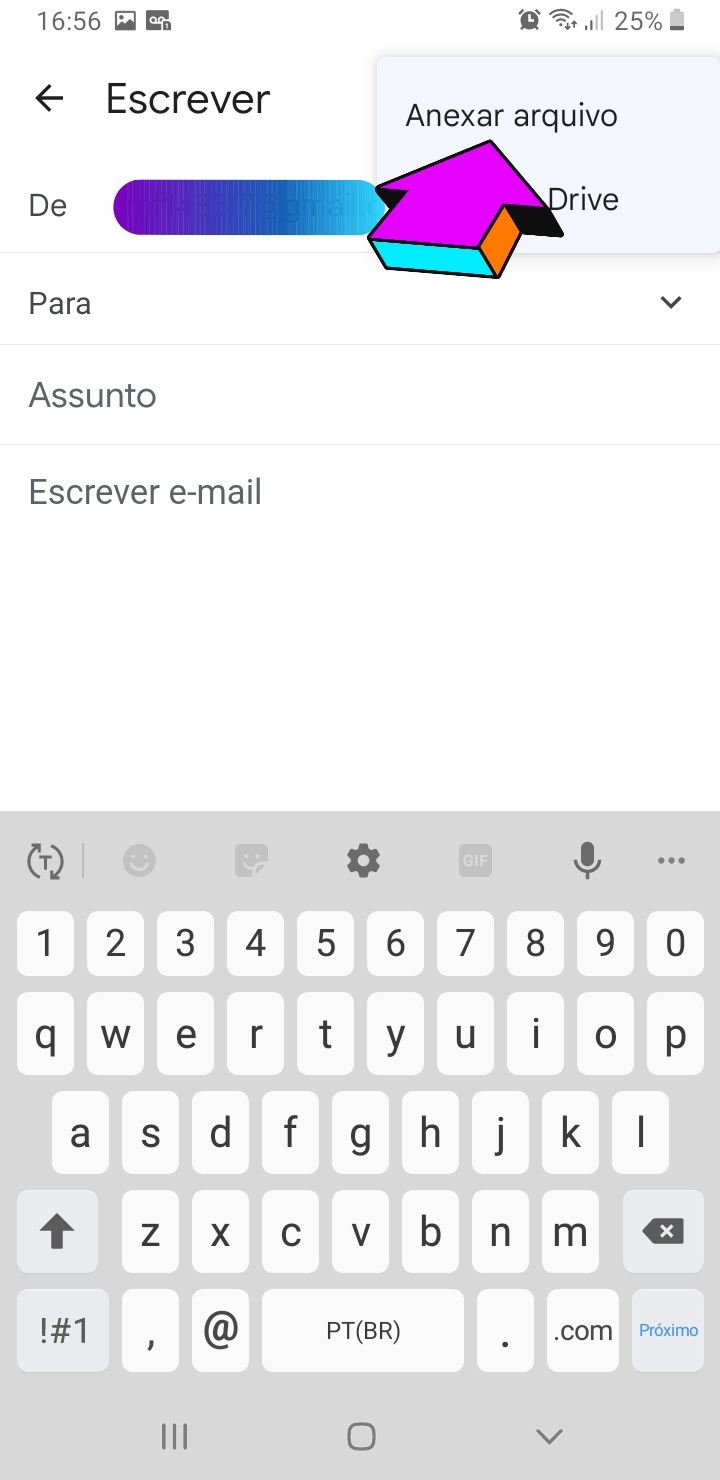 16:56 25%
Escrever
Anexar arquivo
De
Drive
Para
Assunto
Escrever e-mail
T GIF
1 2 3 4 5 6 7 8 9 0
q w e r t y u i o p
a s d f g h j k l
z x c v b n m
!#1 , @ PT(BR) . .com Próximo